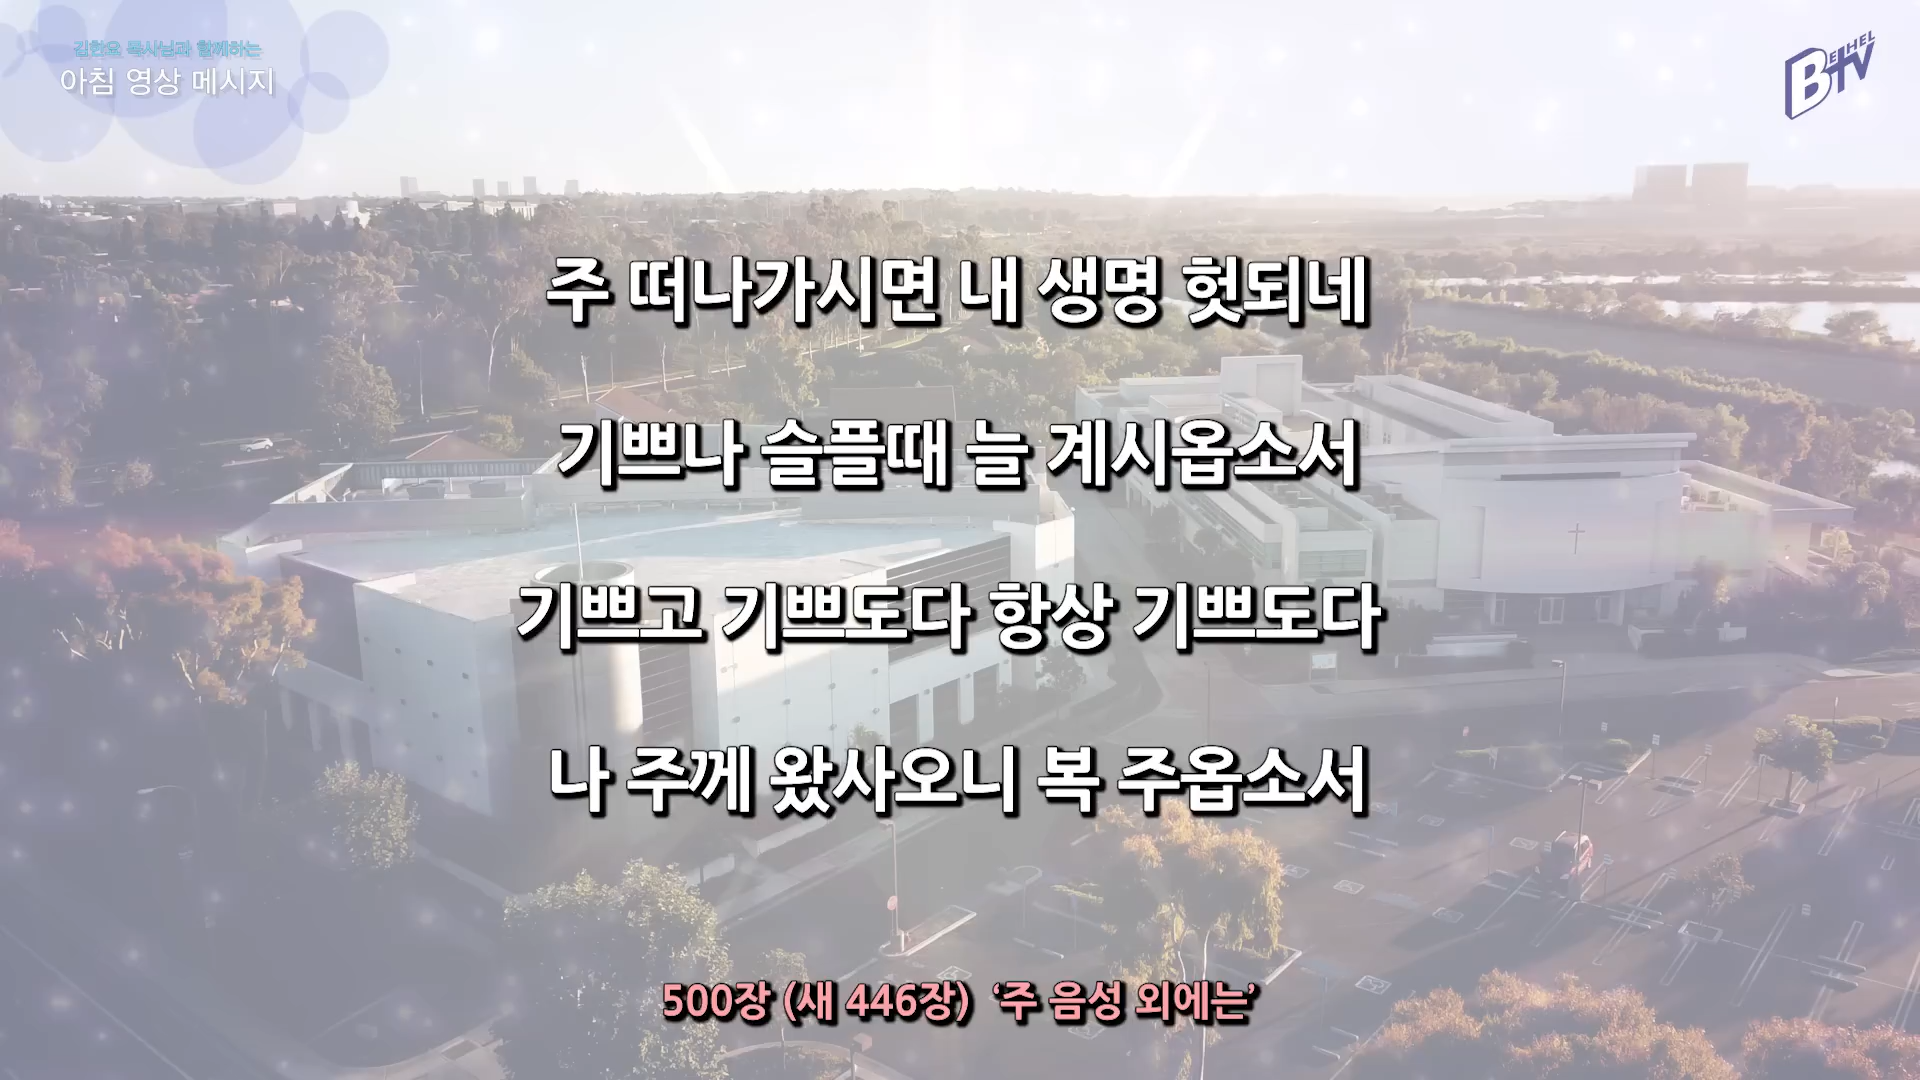 김한요 목사님과 함께하는
아침 영상 메시지
BETHEL TV
주 떠나가시면 내 생명 헛되네
기쁘나 슬플때 늘 계시옵소서
기쁘고 기쁘도다 항상 기쁘도다
나 주께 왔사오니 복 주옵소서
500장 (새 446장) ‘주 음성 외에는’